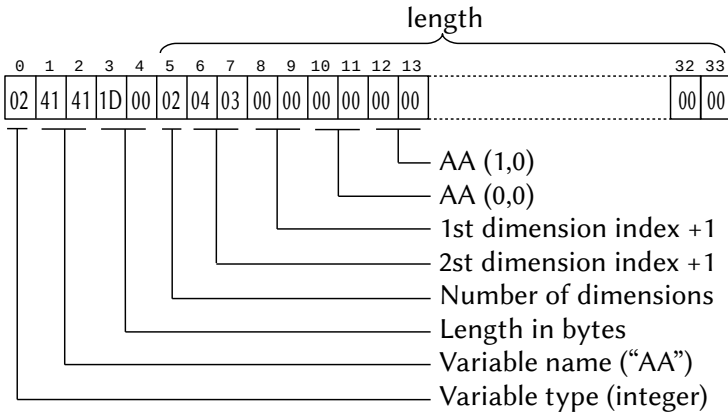 length
0 1 2 3 4 5 6 7 8 9 10 11 12 13 32 33
02 41 41 1D 00 02 04 03 00 00 00 00 00 00 00 00
AA (1,0)
AA (0,0)
1st dimension index +1
2st dimension index +1
Number of dimensions
Length in bytes
Variable name (“AA”)
Variable type (integer)